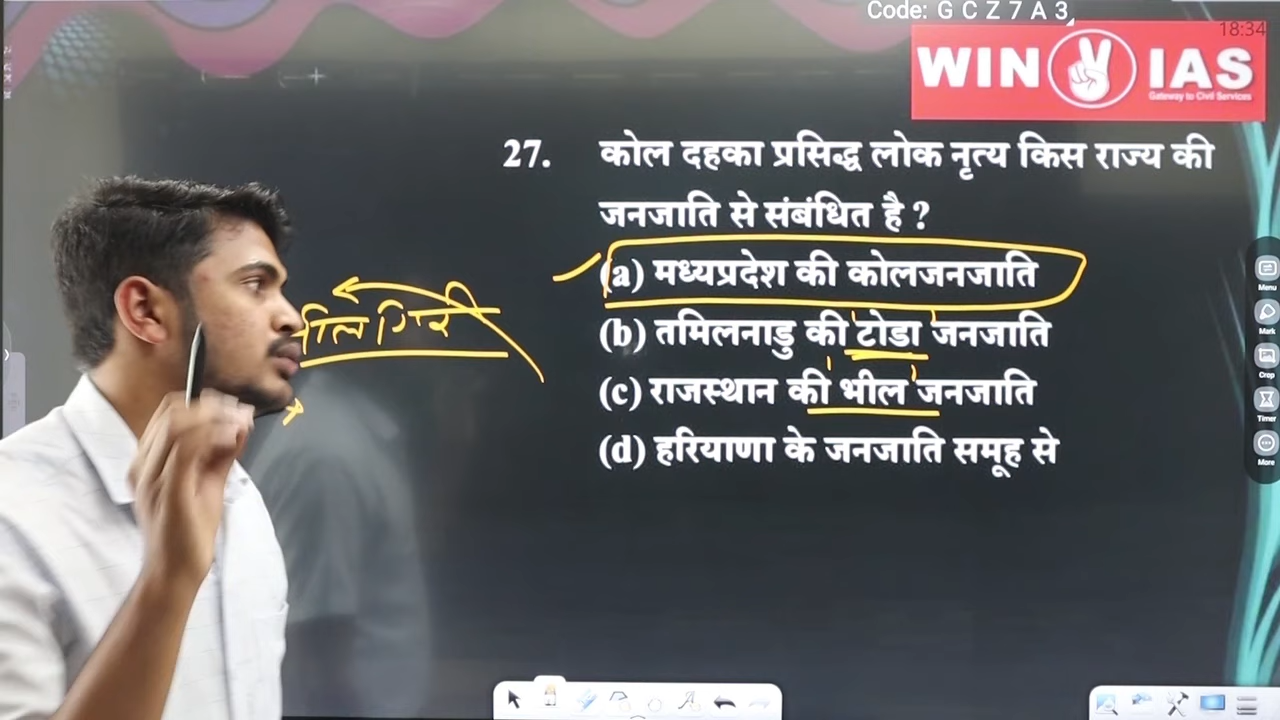 Code: G C Z 7 A 3
18:34
WIN IAS
Gateway to Civil Services
27. कोल दहका प्रसिद्ध लोक नृत्य किस राज्य की
जनजाति से संबंधित है ?
(a) मध्यप्रदेश की कोलजनजाति
(b) तमिलनाडु की टोडा जनजाति
(c) राजस्थान की भील जनजाति
(d) हरियाणा के जनजाति समूह से
Menu
Mark
Crop
Timer
More